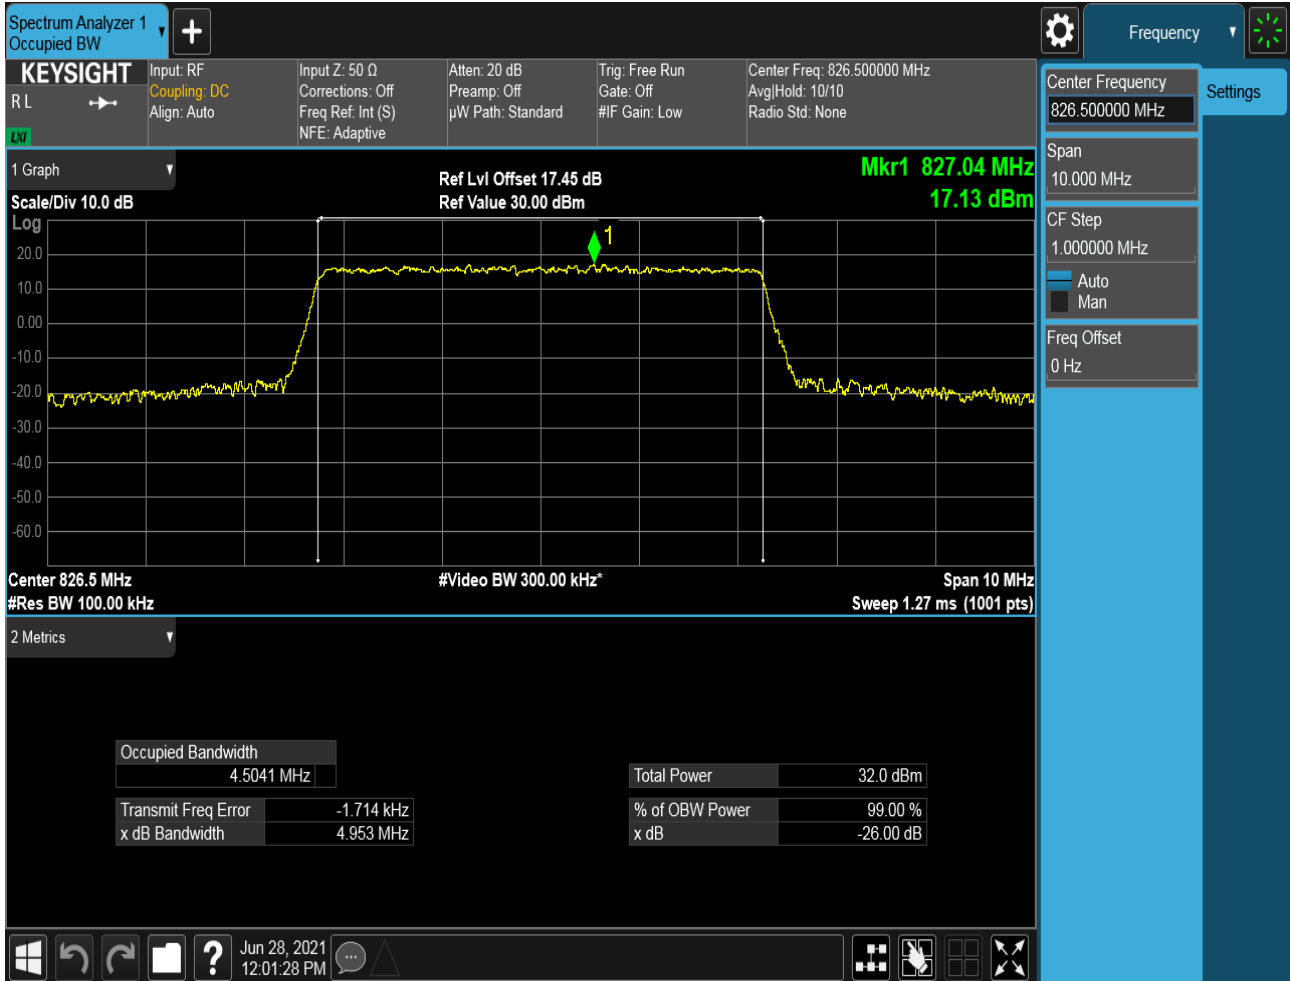 Spectrum Analyzer 1
Occupied BW
Frequency
KEYSIGHT
R L
LXI
Input: RF
Coupling: DC
Align: Auto
Input Z: 50 Ω
Corrections: Off
Freq Ref: Int (S)
NFE: Adaptive
Atten: 20 dB
Preamp: Off
µW Path: Standard
Trig: Free Run
Gate: Off
#IF Gain: Low
Center Freq: 826.500000 MHz
Avg|Hold: 10/10
Radio Std: None
Center Frequency
826.500000 MHz
Settings
Span
10.000 MHz
CF Step
1.000000 MHz
Auto
Man
Freq Offset
0 Hz
1 Graph
Ref Lvl Offset 17.45 dB
Mkr1 827.04 MHz
Scale/Div 10.0 dB
Ref Value 30.00 dBm
17.13 dBm
Log
1
20.0
10.0
0.00
-10.0
-20.0
-30.0
-40.0
-50.0
-60.0
Center 826.5 MHz
#Video BW 300.00 kHz*
Span 10 MHz
#Res BW 100.00 kHz
Sweep 1.27 ms (1001 pts)
2 Metrics
Occupied Bandwidth
4.5041 MHz
Total Power 32.0 dBm
Transmit Freq Error -1.714 kHz
% of OBW Power 99.00 %
x dB Bandwidth 4.953 MHz
x dB -26.00 dB
?
Jun 28, 2021
12:01:28 PM